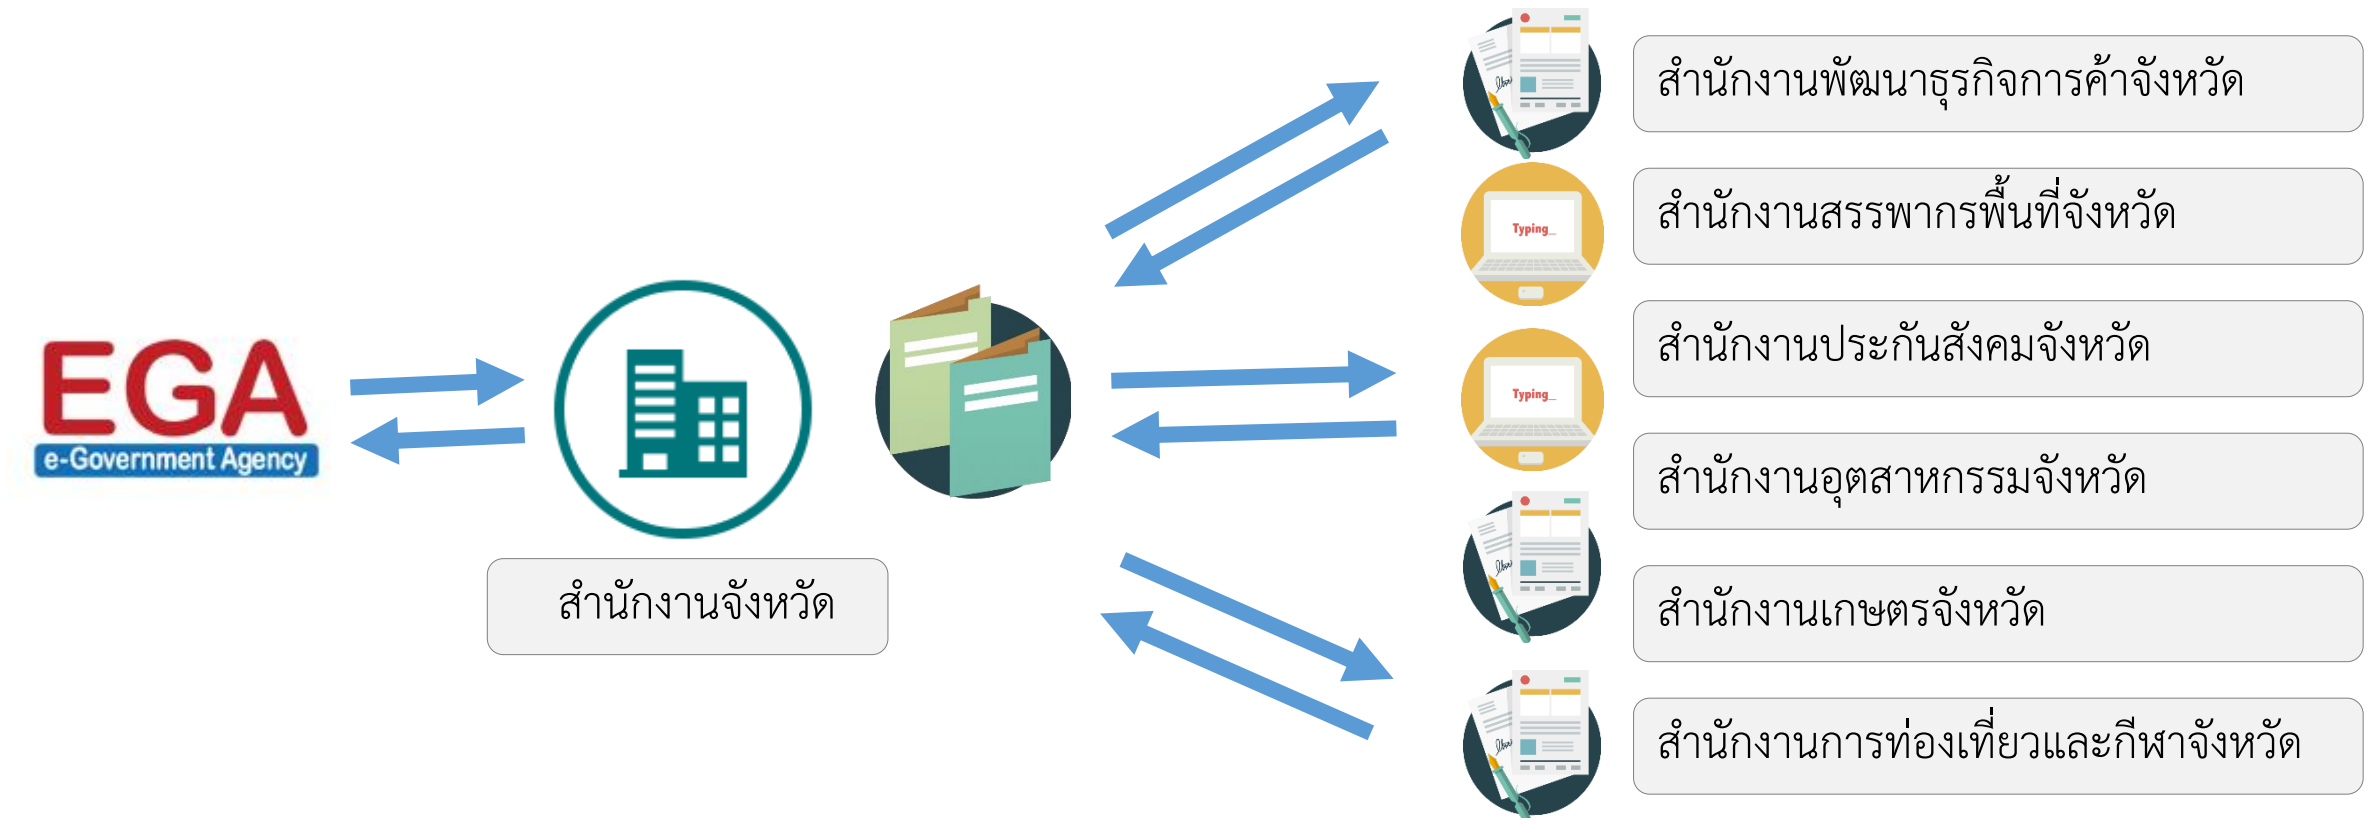 EGA
e-Government Agency
สำนักงานจังหวัด
สำนักงานพัฒนาธุรกิจการค้าจังหวัด
Typing_
สำนักงานสรรพากรพื้นที่จังหวัด
Typing_
สำนักงานประกันสังคมจังหวัด
สำนักงานอุตสาหกรรมจังหวัด
สำนักงานเกษตรจังหวัด
สำนักงานการท่องเที่ยวและกีฬาจังหวัด